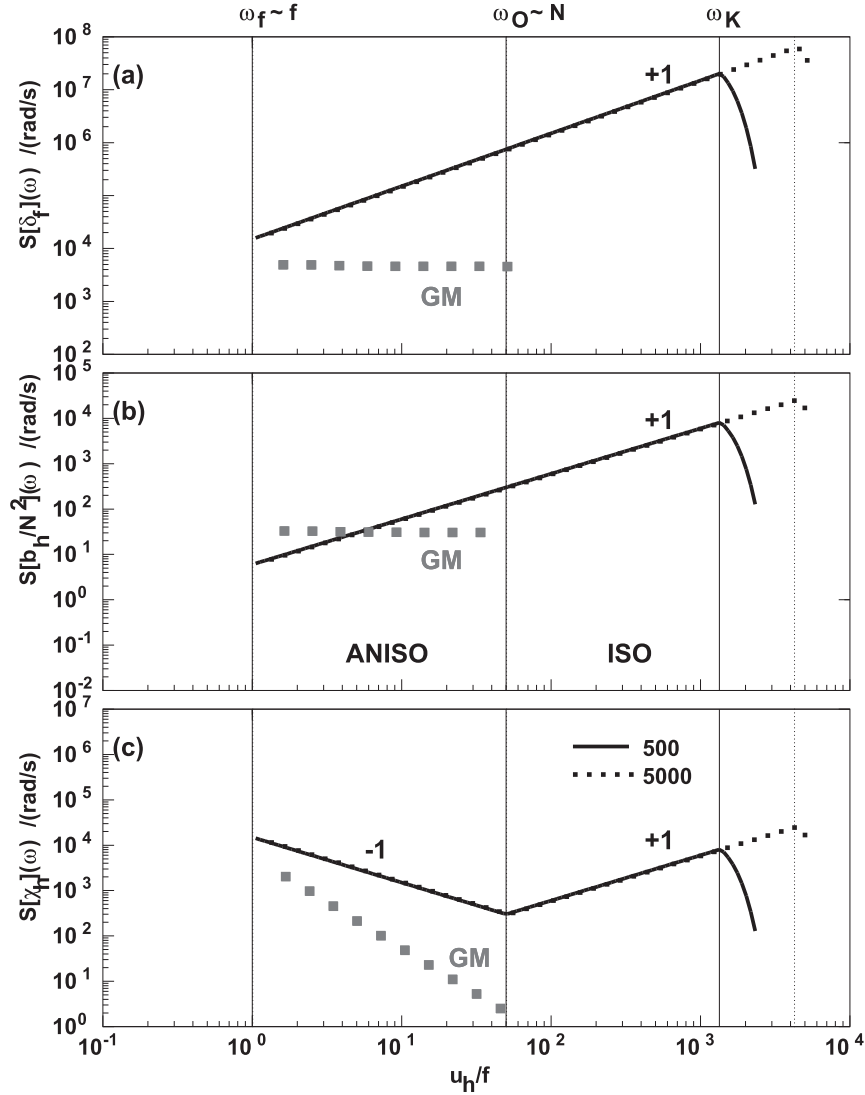 ω_f ~ f ω_O ~ N ω_K
(a)
S[δ_f](ω) /(rad/s)
10^8
10^7
10^6
10^4
10^3
10^2
+1
GM
(b)
S[b_h/N^2](ω) /(rad/s)
10^5
10^4
10^3
10^1
10^0
10^-1
10^-2
+1
GM
ANISO ISO
(c)
S[χ_h](ω) /(rad/s)
10^7
10^6
10^5
10^4
10^3
10^2
10^1
10^0
500
5000
-1 +1
GM
10^-1 10^0 10^1 10^2 10^3 10^4
u_h/f